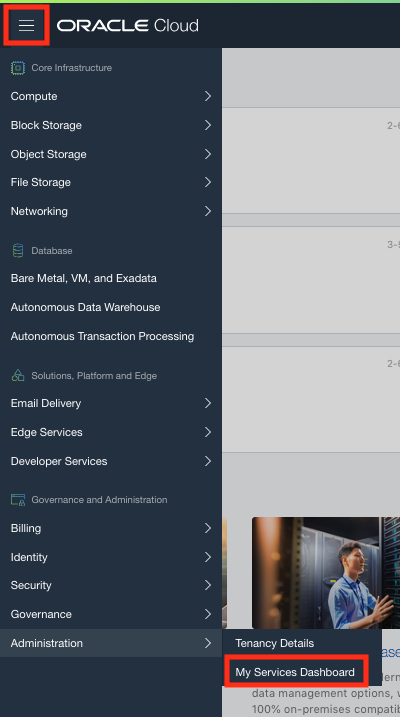 ORACLE Cloud
Core Infrastructure
Compute
2-6
Block Storage
Object Storage
File Storage
Networking
Database
3-5
Bare Metal, VM, and Exadata
Autonomous Data Warehouse
Autonomous Transaction Processing
2-6
Solutions, Platform and Edge
Email Delivery
Edge Services
Developer Services
Governance and Administration
Billing
Identity
Security
Governance
Administration
Tenancy Details
My Services Dashboard
data management options, w
100% on-premises compatib